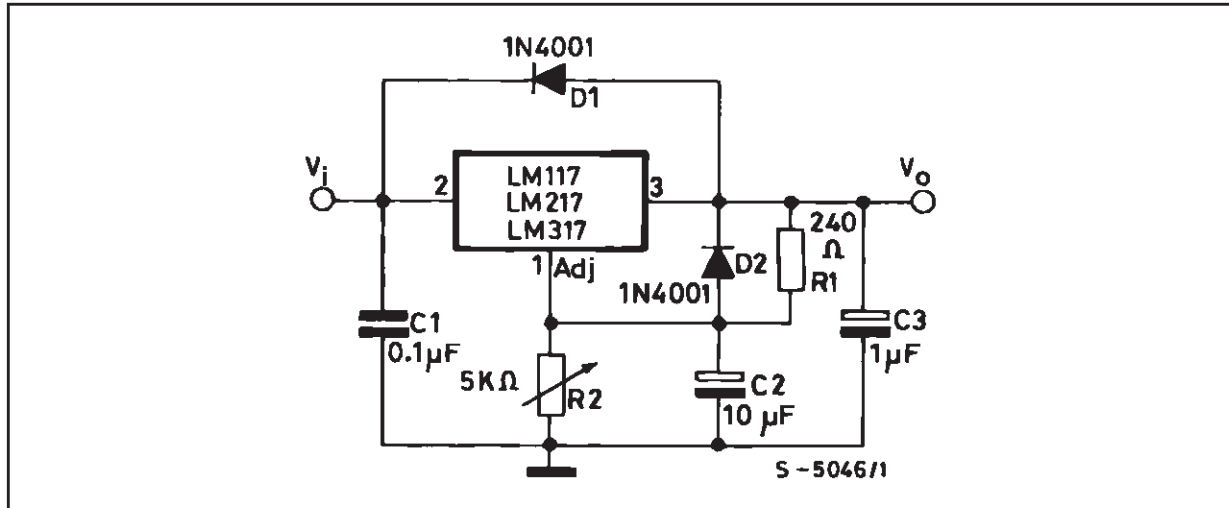 1N4001
D1
Vi
2
LM117
LM217
LM317
3
Vo
1 Adj
1N4001
D2
240
Ω
R1
C1
0.1µF
5KΩ
R2
C2
10 µF
C3
1µF
S-5046/1